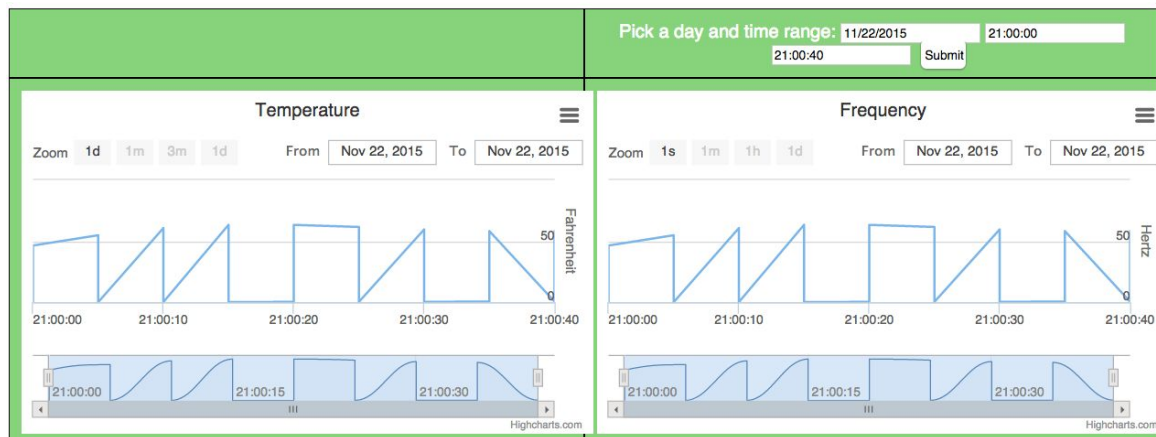 Pick a day and time range: 11/22/2015 21:00:00
21:00:40 Submit
Temperature
Zoom 1d 1m 3m 1d From Nov 22, 2015 To Nov 22, 2015
Fahrenheit
50
0
21:00:00 21:00:10 21:00:20 21:00:30 21:00:40
21:00:00 21:00:15 21:00:30
Highcharts.com
Frequency
Zoom 1s 1m 1h 1d From Nov 22, 2015 To Nov 22, 2015
Hertz
50
0
21:00:00 21:00:10 21:00:20 21:00:30 21:00:40
21:00:00 21:00:15 21:00:30
Highcharts.com